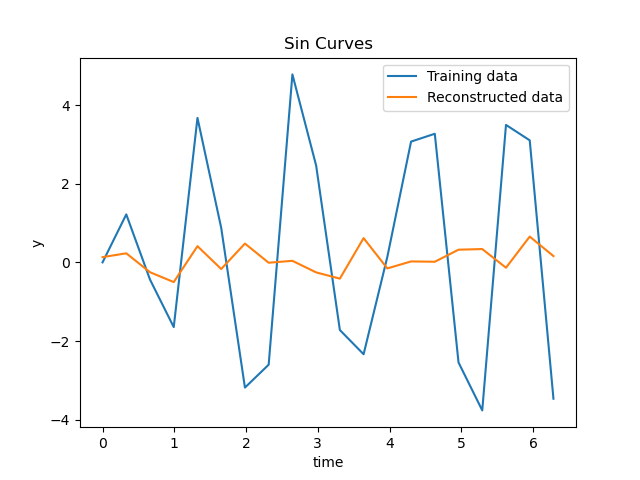 Sin Curves
Training data
Reconstructed data
y
4
2
0
−2
−4
0 1 2 3 4 5 6
time